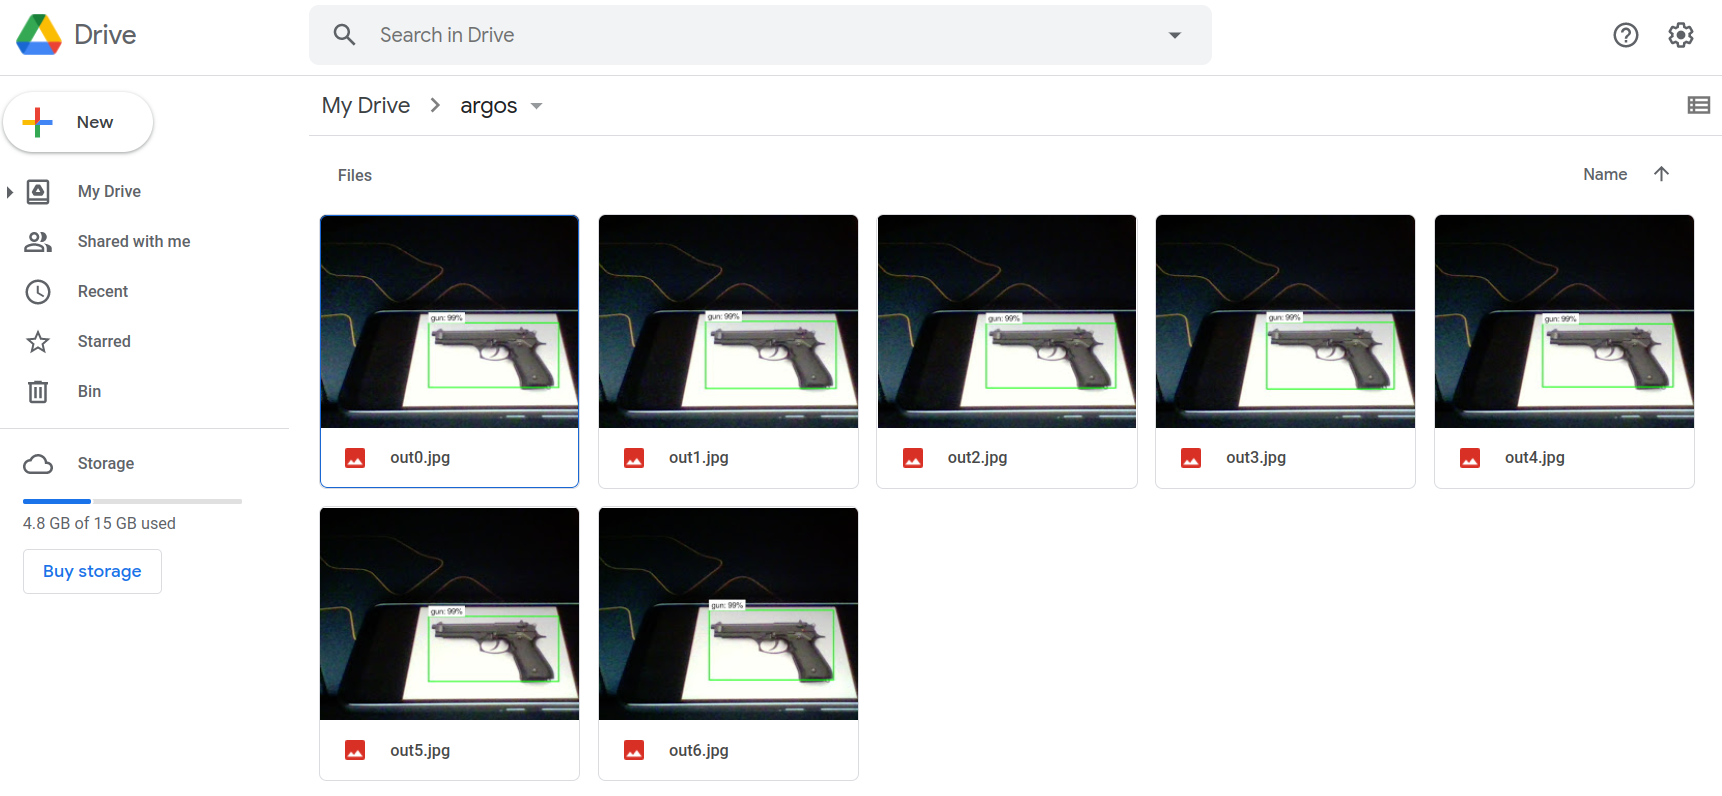 Drive
Search in Drive
New
My Drive
Shared with me
Recent
Starred
Bin
Storage
4.8 GB of 15 GB used
Buy storage
My Drive
argos
Files
Name
gun: 99%
gun: 99%
gun: 99%
gun: 99%
gun: 99%
out0.jpg
out1.jpg
out2.jpg
out3.jpg
out4.jpg
gun: 99%
gun: 99%
out5.jpg
out6.jpg